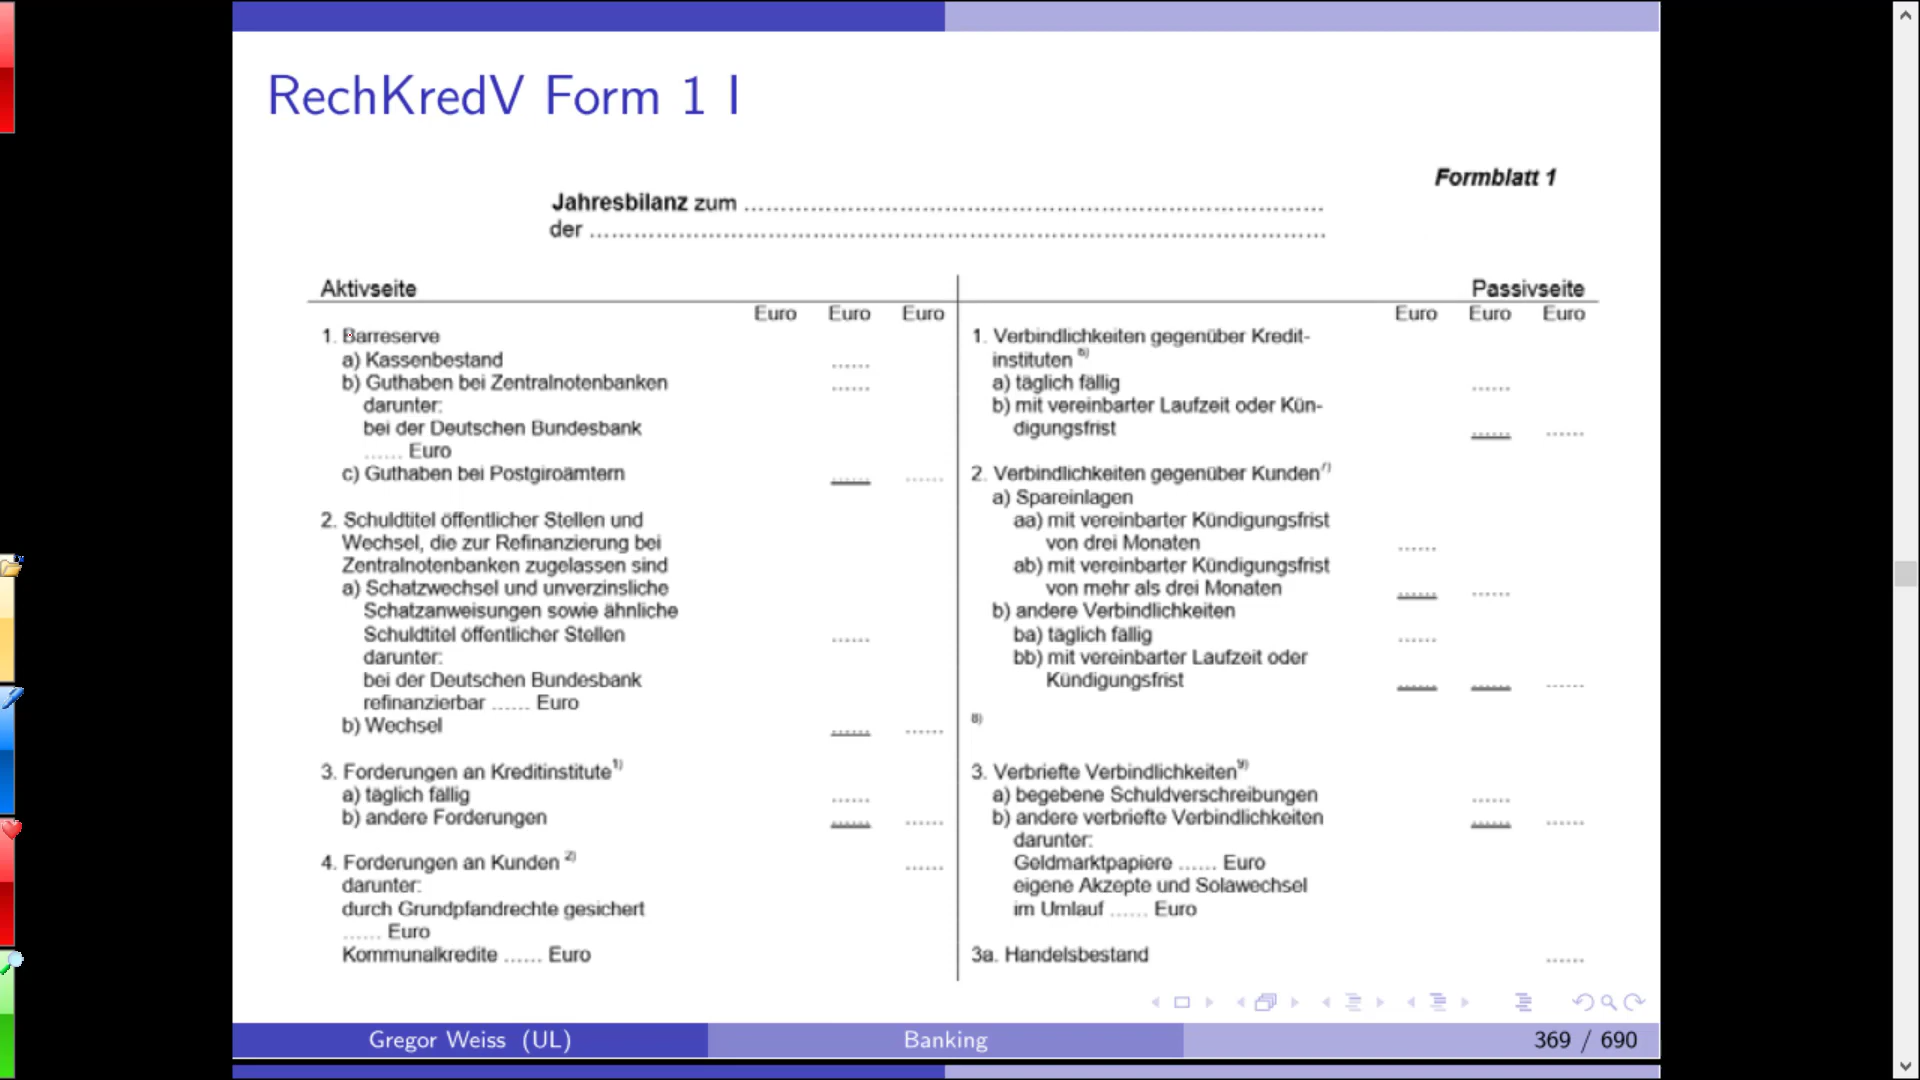 RechKredV Form 1 I
Formblatt 1
Jahresbilanz zum ........................................................................
der ........................................................................
Aktivseite
Euro Euro Euro
1. Barreserve
a) Kassenbestand ......
b) Guthaben bei Zentralnotenbanken ......
darunter:
bei der Deutschen Bundesbank
...... Euro
c) Guthaben bei Postgiroämtern ...... ......
2. Schuldtitel öffentlicher Stellen und
Wechsel, die zur Refinanzierung bei
Zentralnotenbanken zugelassen sind
a) Schatzwechsel und unverzinsliche
Schatzanweisungen sowie ähnliche
Schuldtitel öffentlicher Stellen ......
darunter:
bei der Deutschen Bundesbank
refinanzierbar ...... Euro
b) Wechsel ...... ......
3. Forderungen an Kreditinstitute 1)
a) täglich fällig ......
b) andere Forderungen ...... ......
4. Forderungen an Kunden 2) ......
darunter:
durch Grundpfandrechte gesichert
...... Euro
Kommunalkredite ...... Euro
Passivseite
Euro Euro Euro
1. Verbindlichkeiten gegenüber Kredit-
instituten 6)
a) täglich fällig ......
b) mit vereinbarter Laufzeit oder Kün-
digungsfrist ...... ......
2. Verbindlichkeiten gegenüber Kunden 7)
a) Spareinlagen
aa) mit vereinbarter Kündigungsfrist
von drei Monaten ......
ab) mit vereinbarter Kündigungsfrist
von mehr als drei Monaten ...... ......
b) andere Verbindlichkeiten
ba) täglich fällig ......
bb) mit vereinbarter Laufzeit oder
Kündigungsfrist ...... ...... ......
8)
3. Verbriefte Verbindlichkeiten 9)
a) begebene Schuldverschreibungen ......
b) andere verbriefte Verbindlichkeiten ...... ......
darunter:
Geldmarktpapiere ...... Euro
eigene Akzepte und Solawechsel
im Umlauf ...... Euro
3a. Handelsbestand ......
Gregor Weiss (UL) Banking 369 / 690